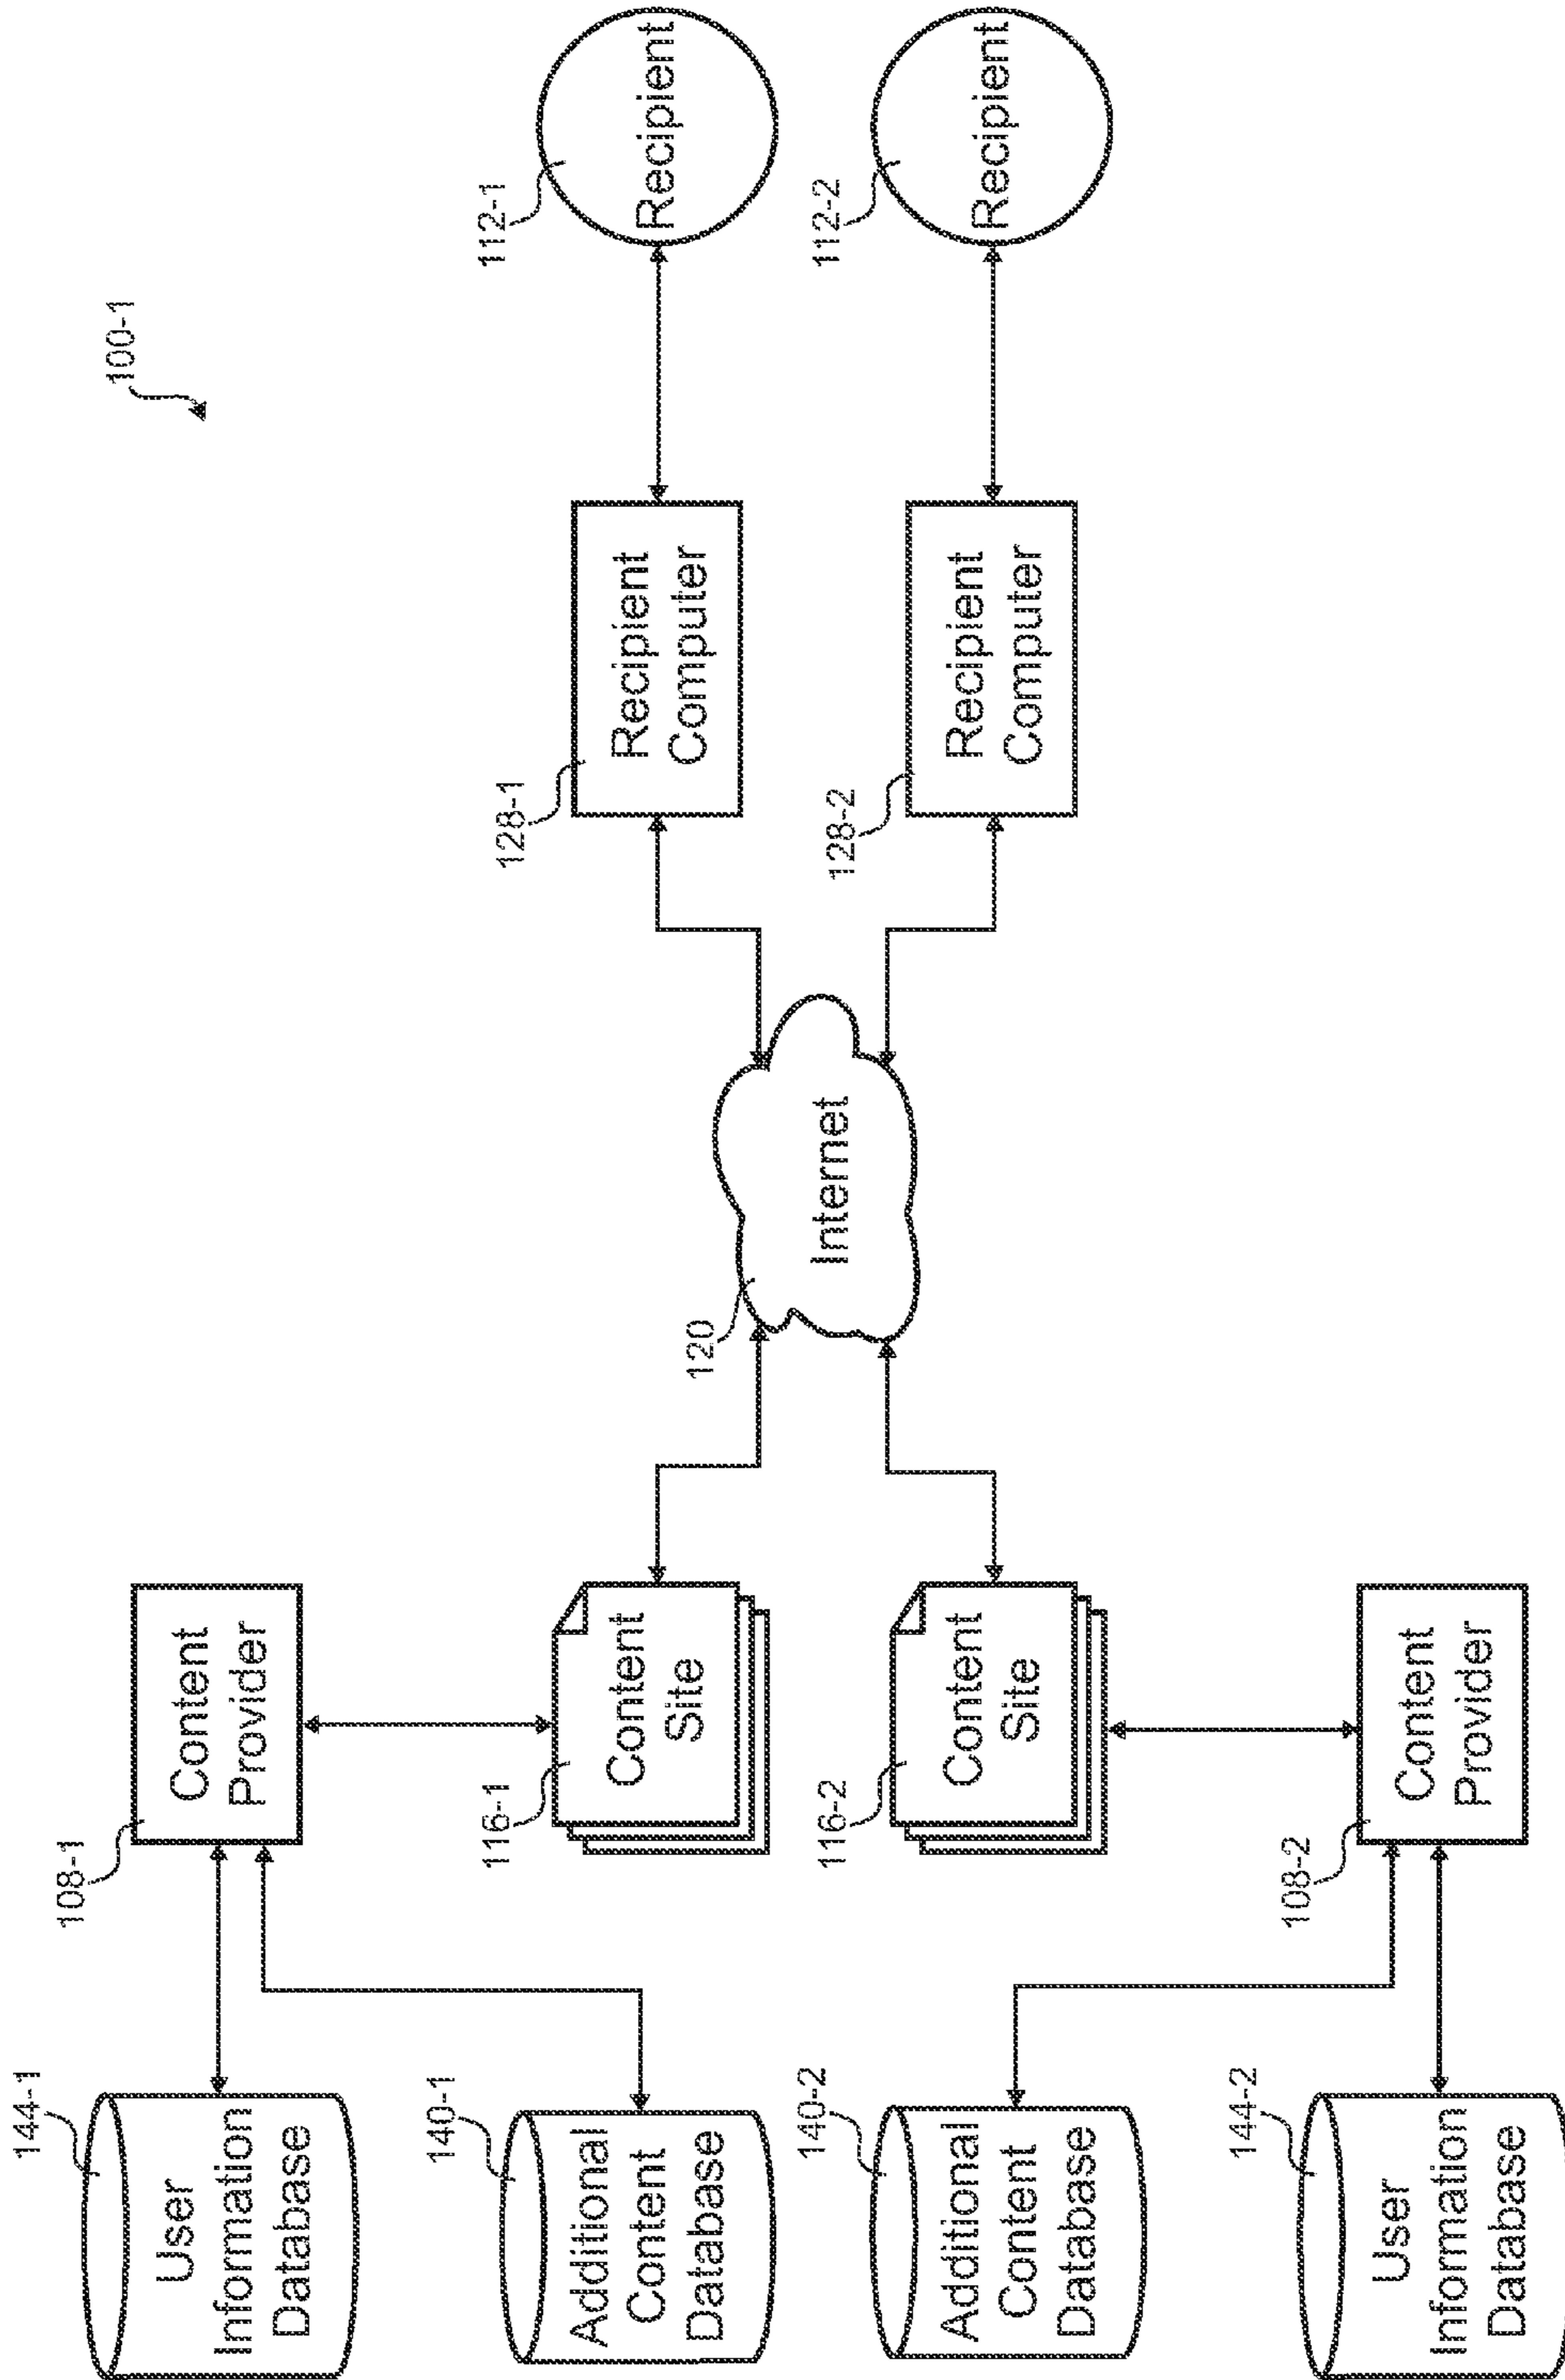 100-1
144-1
User
Information
Database
108-1
Content
Provider
140-1
Additional
Content
Database
116-1
Content
Site
120
Internet
128-1
Recipient
Computer
112-1
Recipient
140-2
Additional
Content
Database
116-2
Content
Site
128-2
Recipient
Computer
112-2
Recipient
144-2
User
Information
Database
108-2
Content
Provider